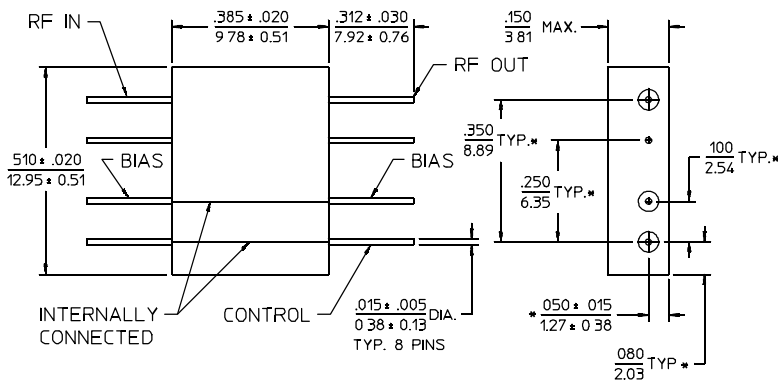 RF IN
.385 ± .020
9 78 ± 0.51
.312 ± .030
7.92 ± 0.76
.150
3 81
MAX.
RF OUT
.510 ± .020
12.95 ± 0.51
BIAS
BIAS
.350
8.89
TYP.*
.250
6.35
TYP.*
.100
2.54
TYP.*
INTERNALLY
CONNECTED
CONTROL
.015 ± .005
0 38 ± 0.13
DIA.
TYP. 8 PINS
* .050 ± .015
1.27 ± 0 38
.080
2.03
TYP *